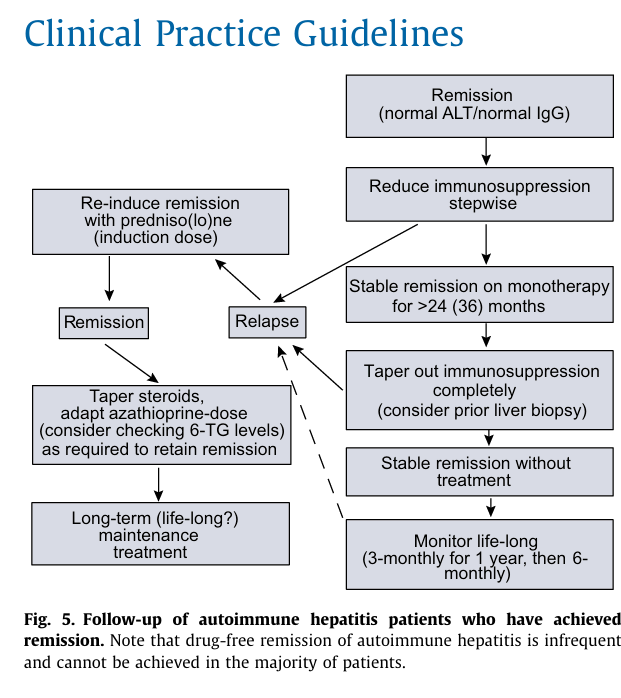 Clinical Practice Guidelines
Remission
(normal ALT/normal IgG)
Reduce immunosuppression
stepwise
Re-induce remission
with predniso(lo)ne
(induction dose)
Stable remission on monotherapy
for >24 (36) months
Remission
Relapse
Taper out immunosuppression
completely
(consider prior liver biopsy)
Taper steroids,
adapt azathioprine-dose
(consider checking 6-TG levels)
as required to retain remission
Stable remission without
treatment
Long-term (life-long?)
maintenance
treatment
Monitor life-long
(3-monthly for 1 year, then 6-
monthly)
Fig. 5. Follow-up of autoimmune hepatitis patients who have achieved
remission. Note that drug-free remission of autoimmune hepatitis is infrequent
and cannot be achieved in the majority of patients.